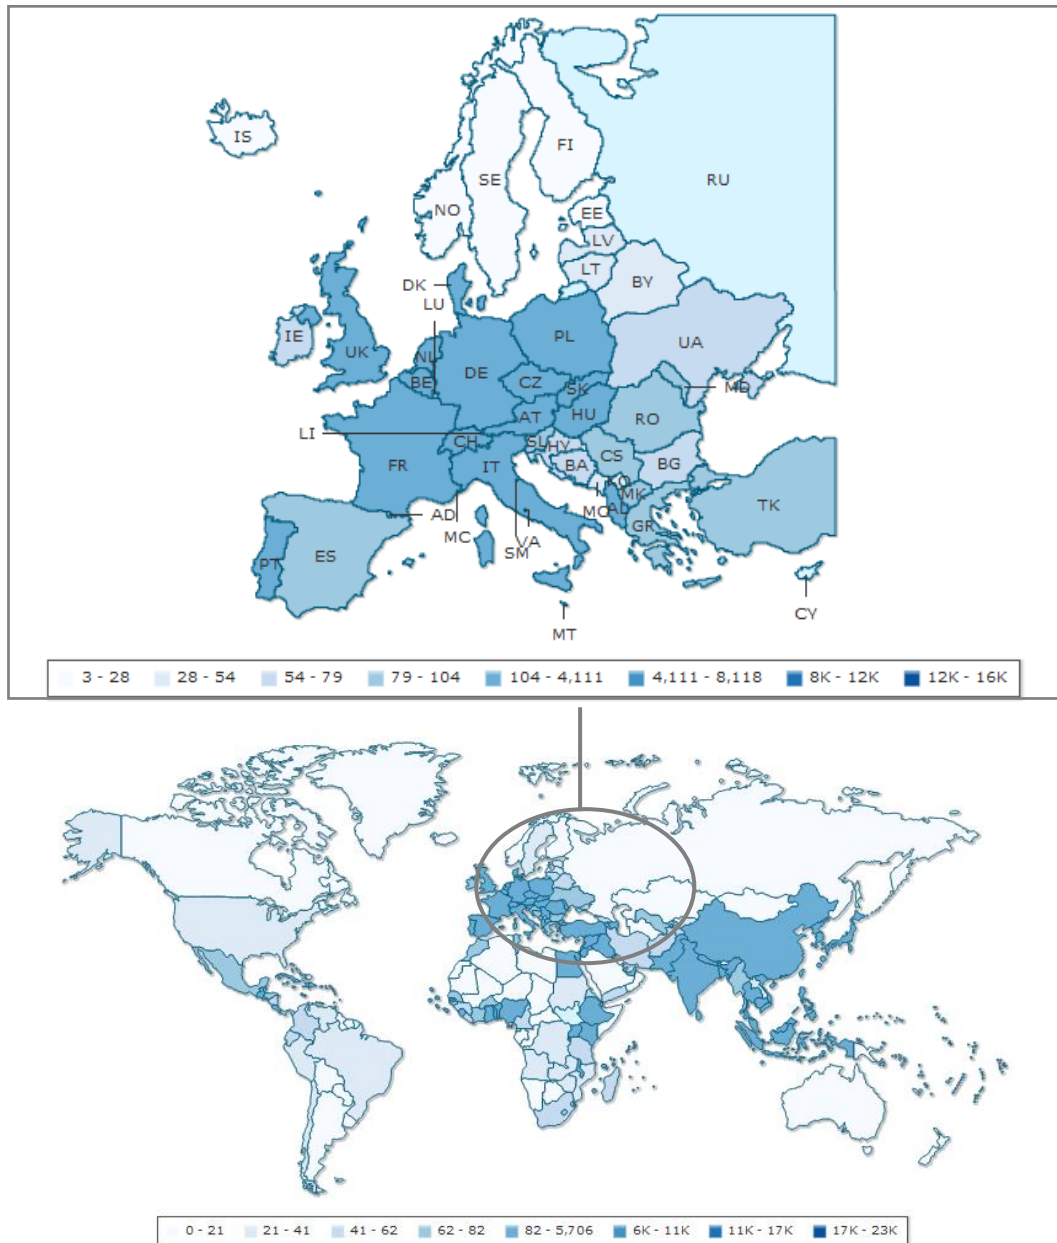 IS
FI
SE
RU
NO
EE
LV
LT
BY
DK
LU
IE
UK
NL
BE
DE
PL
UA
CZ
SK
MD
AT
HU
RO
LI
CH
SL
HY
FR
IT
BA
CS
BG
KO
MK
MO
AL
TK
AD
MC
SM
VA
GR
PT
ES
CY
MT
3 - 28 28 - 54 54 - 79 79 - 104 104 - 4,111 4,111 - 8,118 8K - 12K 12K - 16K
0 - 21 21 - 41 41 - 62 62 - 82 82 - 5,706 6K - 11K 11K - 17K 17K - 23K